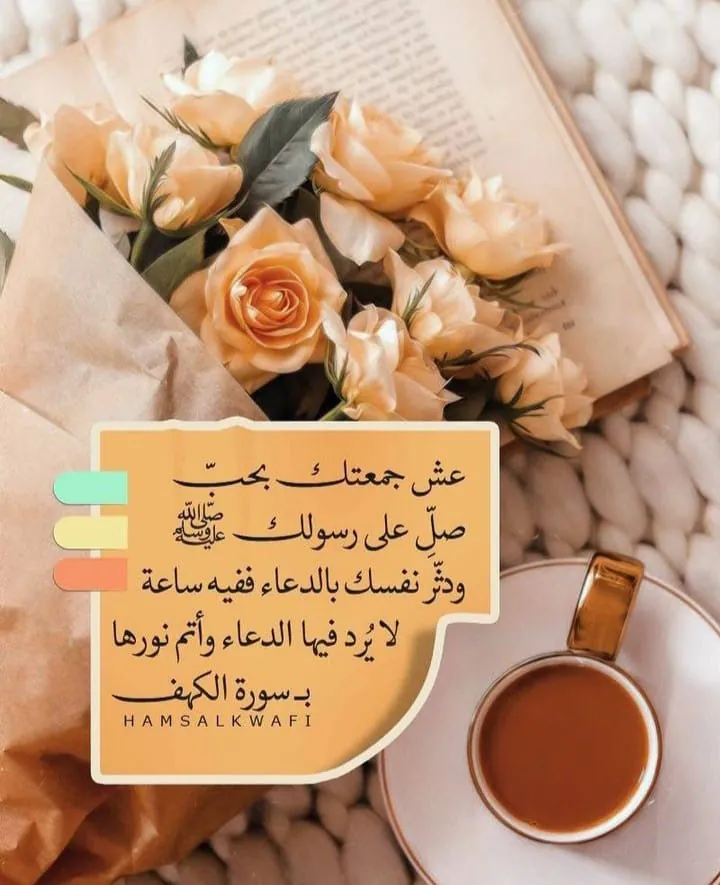 عش جمعتك بحبّ
صلِّ على رسولك ﷺ
ودثّر نفسك بالدعاء ففيه ساعة
لا يُرد فيها الدعاء وأتم نورها
بـ سورة الكهف
HAMSALKWAFI